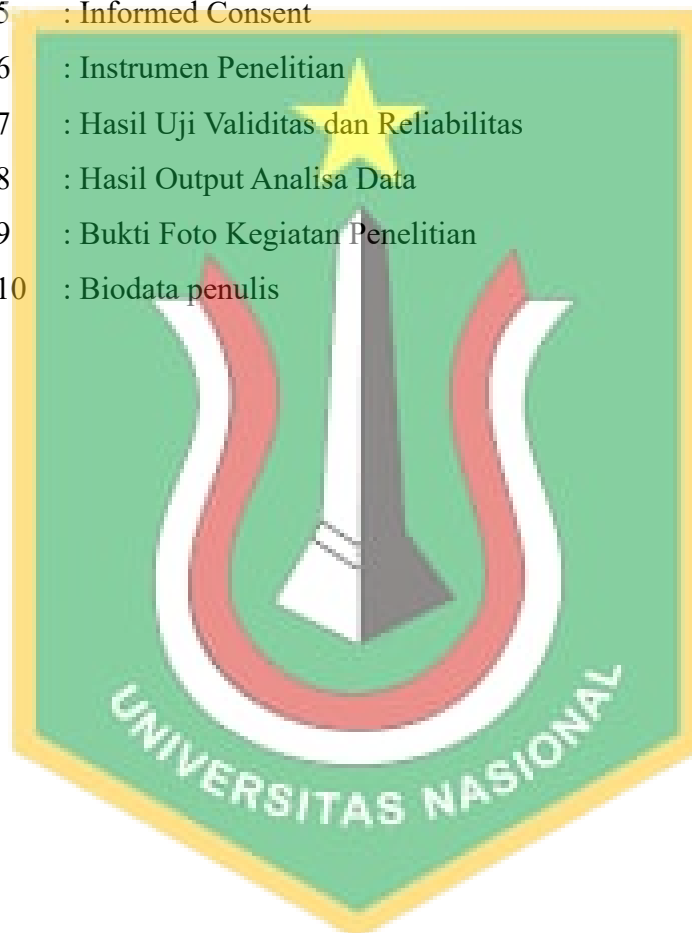 5 : Informed Consent
6 : Instrumen Penelitian
7 : Hasil Uji Validitas dan Reliabilitas
8 : Hasil Output Analisa Data
9 : Bukti Foto Kegiatan Penelitian
10 : Biodata penulis
UNIVERSITAS NASIONAL